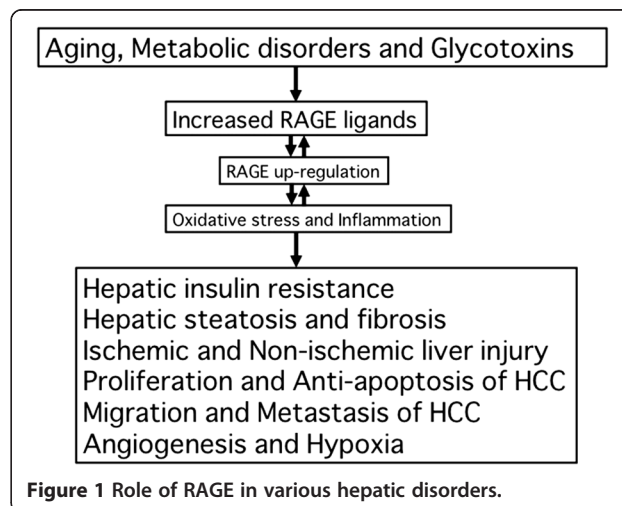 Aging, Metabolic disorders and Glycotoxins
Increased RAGE ligands
RAGE up-regulation
Oxidative stress and Inflammation
Hepatic insulin resistance
Hepatic steatosis and fibrosis
Ischemic and Non-ischemic liver injury
Proliferation and Anti-apoptosis of HCC
Migration and Metastasis of HCC
Angiogenesis and Hypoxia
Figure 1 Role of RAGE in various hepatic disorders.